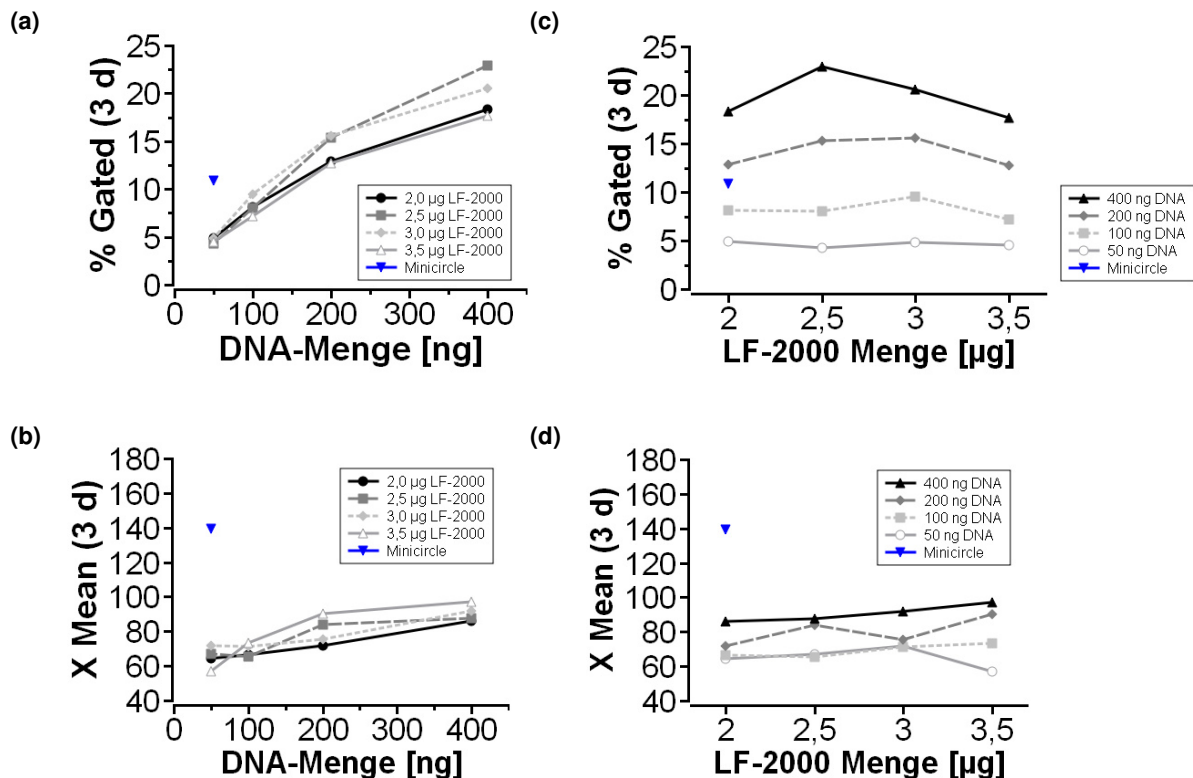 (a)
% Gated (3 d)
25
20
15
10
5
0
0 100 200 300 400
DNA-Menge [ng]
2,0 µg LF-2000
2,5 µg LF-2000
3,0 µg LF-2000
3,5 µg LF-2000
Minicircle
(c)
% Gated (3 d)
25
20
15
10
5
0
2 2,5 3 3,5
LF-2000 Menge [µg]
400 ng DNA
200 ng DNA
100 ng DNA
50 ng DNA
Minicircle
(b)
X Mean (3 d)
180
160
140
120
100
80
60
40
0 100 200 300 400
DNA-Menge [ng]
2,0 µg LF-2000
2,5 µg LF-2000
3,0 µg LF-2000
3,5 µg LF-2000
Minicircle
(d)
X Mean (3 d)
180
160
140
120
100
80
60
40
2 2,5 3 3,5
LF-2000 Menge [µg]
400 ng DNA
200 ng DNA
100 ng DNA
50 ng DNA
Minicircle